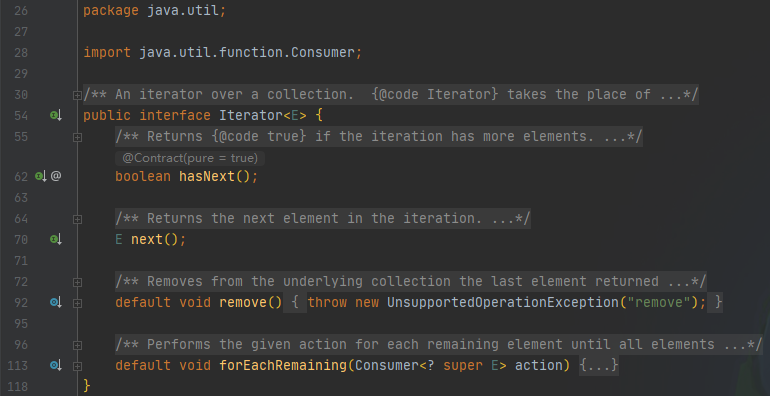 26 package java.util;
27
28 import java.util.function.Consumer;
29
30 /** An iterator over a collection.  {@code Iterator} takes the place of ...*/
54 public interface Iterator<E> {
55 /** Returns {@code true} if the iteration has more elements. ...*/
@Contract(pure = true)
62 @ boolean hasNext();
63
64 /** Returns the next element in the iteration. ...*/
70 E next();
71
72 /** Removes from the underlying collection the last element returned ...*/
92 default void remove() { throw new UnsupportedOperationException("remove"); }
95
96 /** Performs the given action for each remaining element until all elements ...*/
113 default void forEachRemaining(Consumer<? super E> action) {...}
118 }